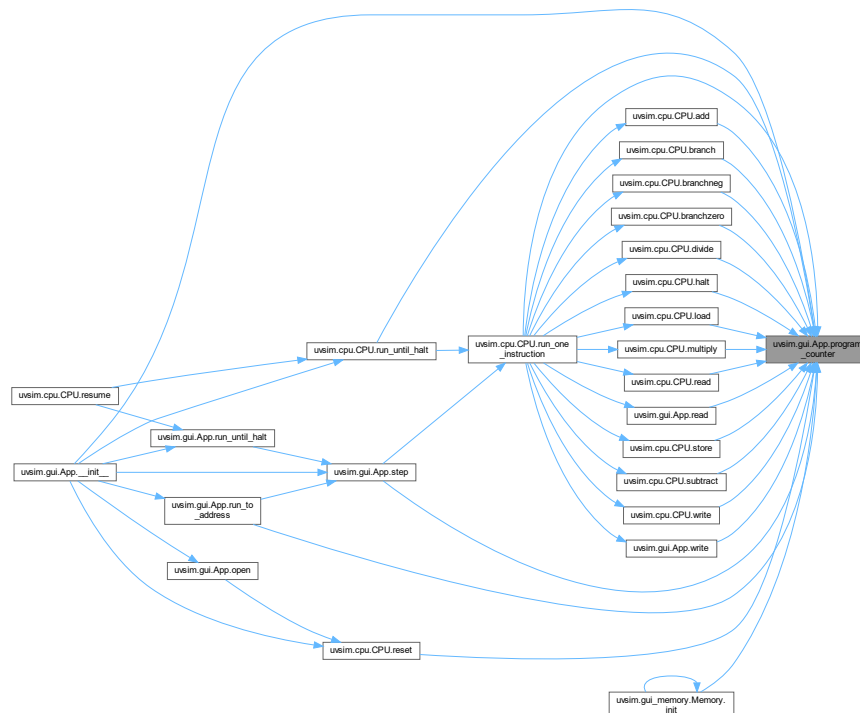 uvsim.cpu.CPU.add
uvsim.cpu.CPU.branch
uvsim.cpu.CPU.branchneg
uvsim.cpu.CPU.branchzero
uvsim.cpu.CPU.divide
uvsim.cpu.CPU.halt
uvsim.cpu.CPU.load
uvsim.cpu.CPU.run_one
_instruction
uvsim.gui.App.program
_counter
uvsim.cpu.CPU.run_until_halt
uvsim.cpu.CPU.multiply
uvsim.cpu.CPU.read
uvsim.cpu.CPU.resume
uvsim.gui.App.read
uvsim.gui.App.run_until_halt
uvsim.cpu.CPU.store
uvsim.gui.App.__init__
uvsim.gui.App.step
uvsim.cpu.CPU.subtract
uvsim.gui.App.run_to
_address
uvsim.cpu.CPU.write
uvsim.gui.App.write
uvsim.gui.App.open
uvsim.cpu.CPU.reset
uvsim.gui_memory.Memory.
init